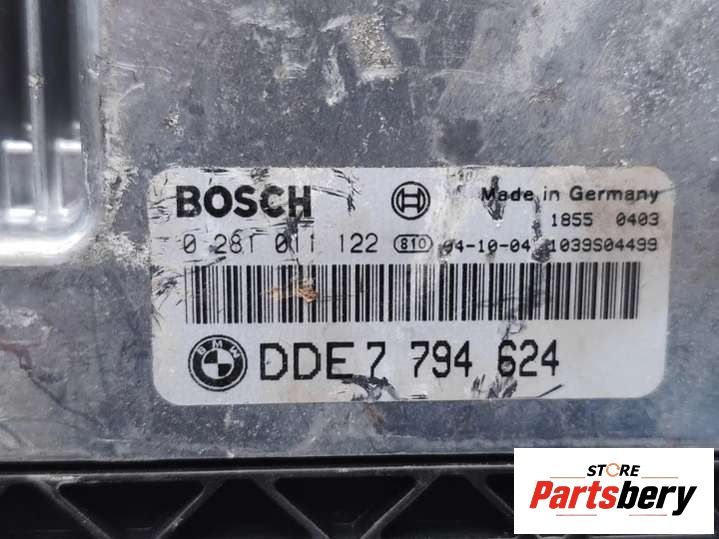 BOSCH
Made in Germany
1855 0403
0 281 011 122 810 04-10-04 1039S04499
BMW
DDE 7 794 624
STORE
Partsbery